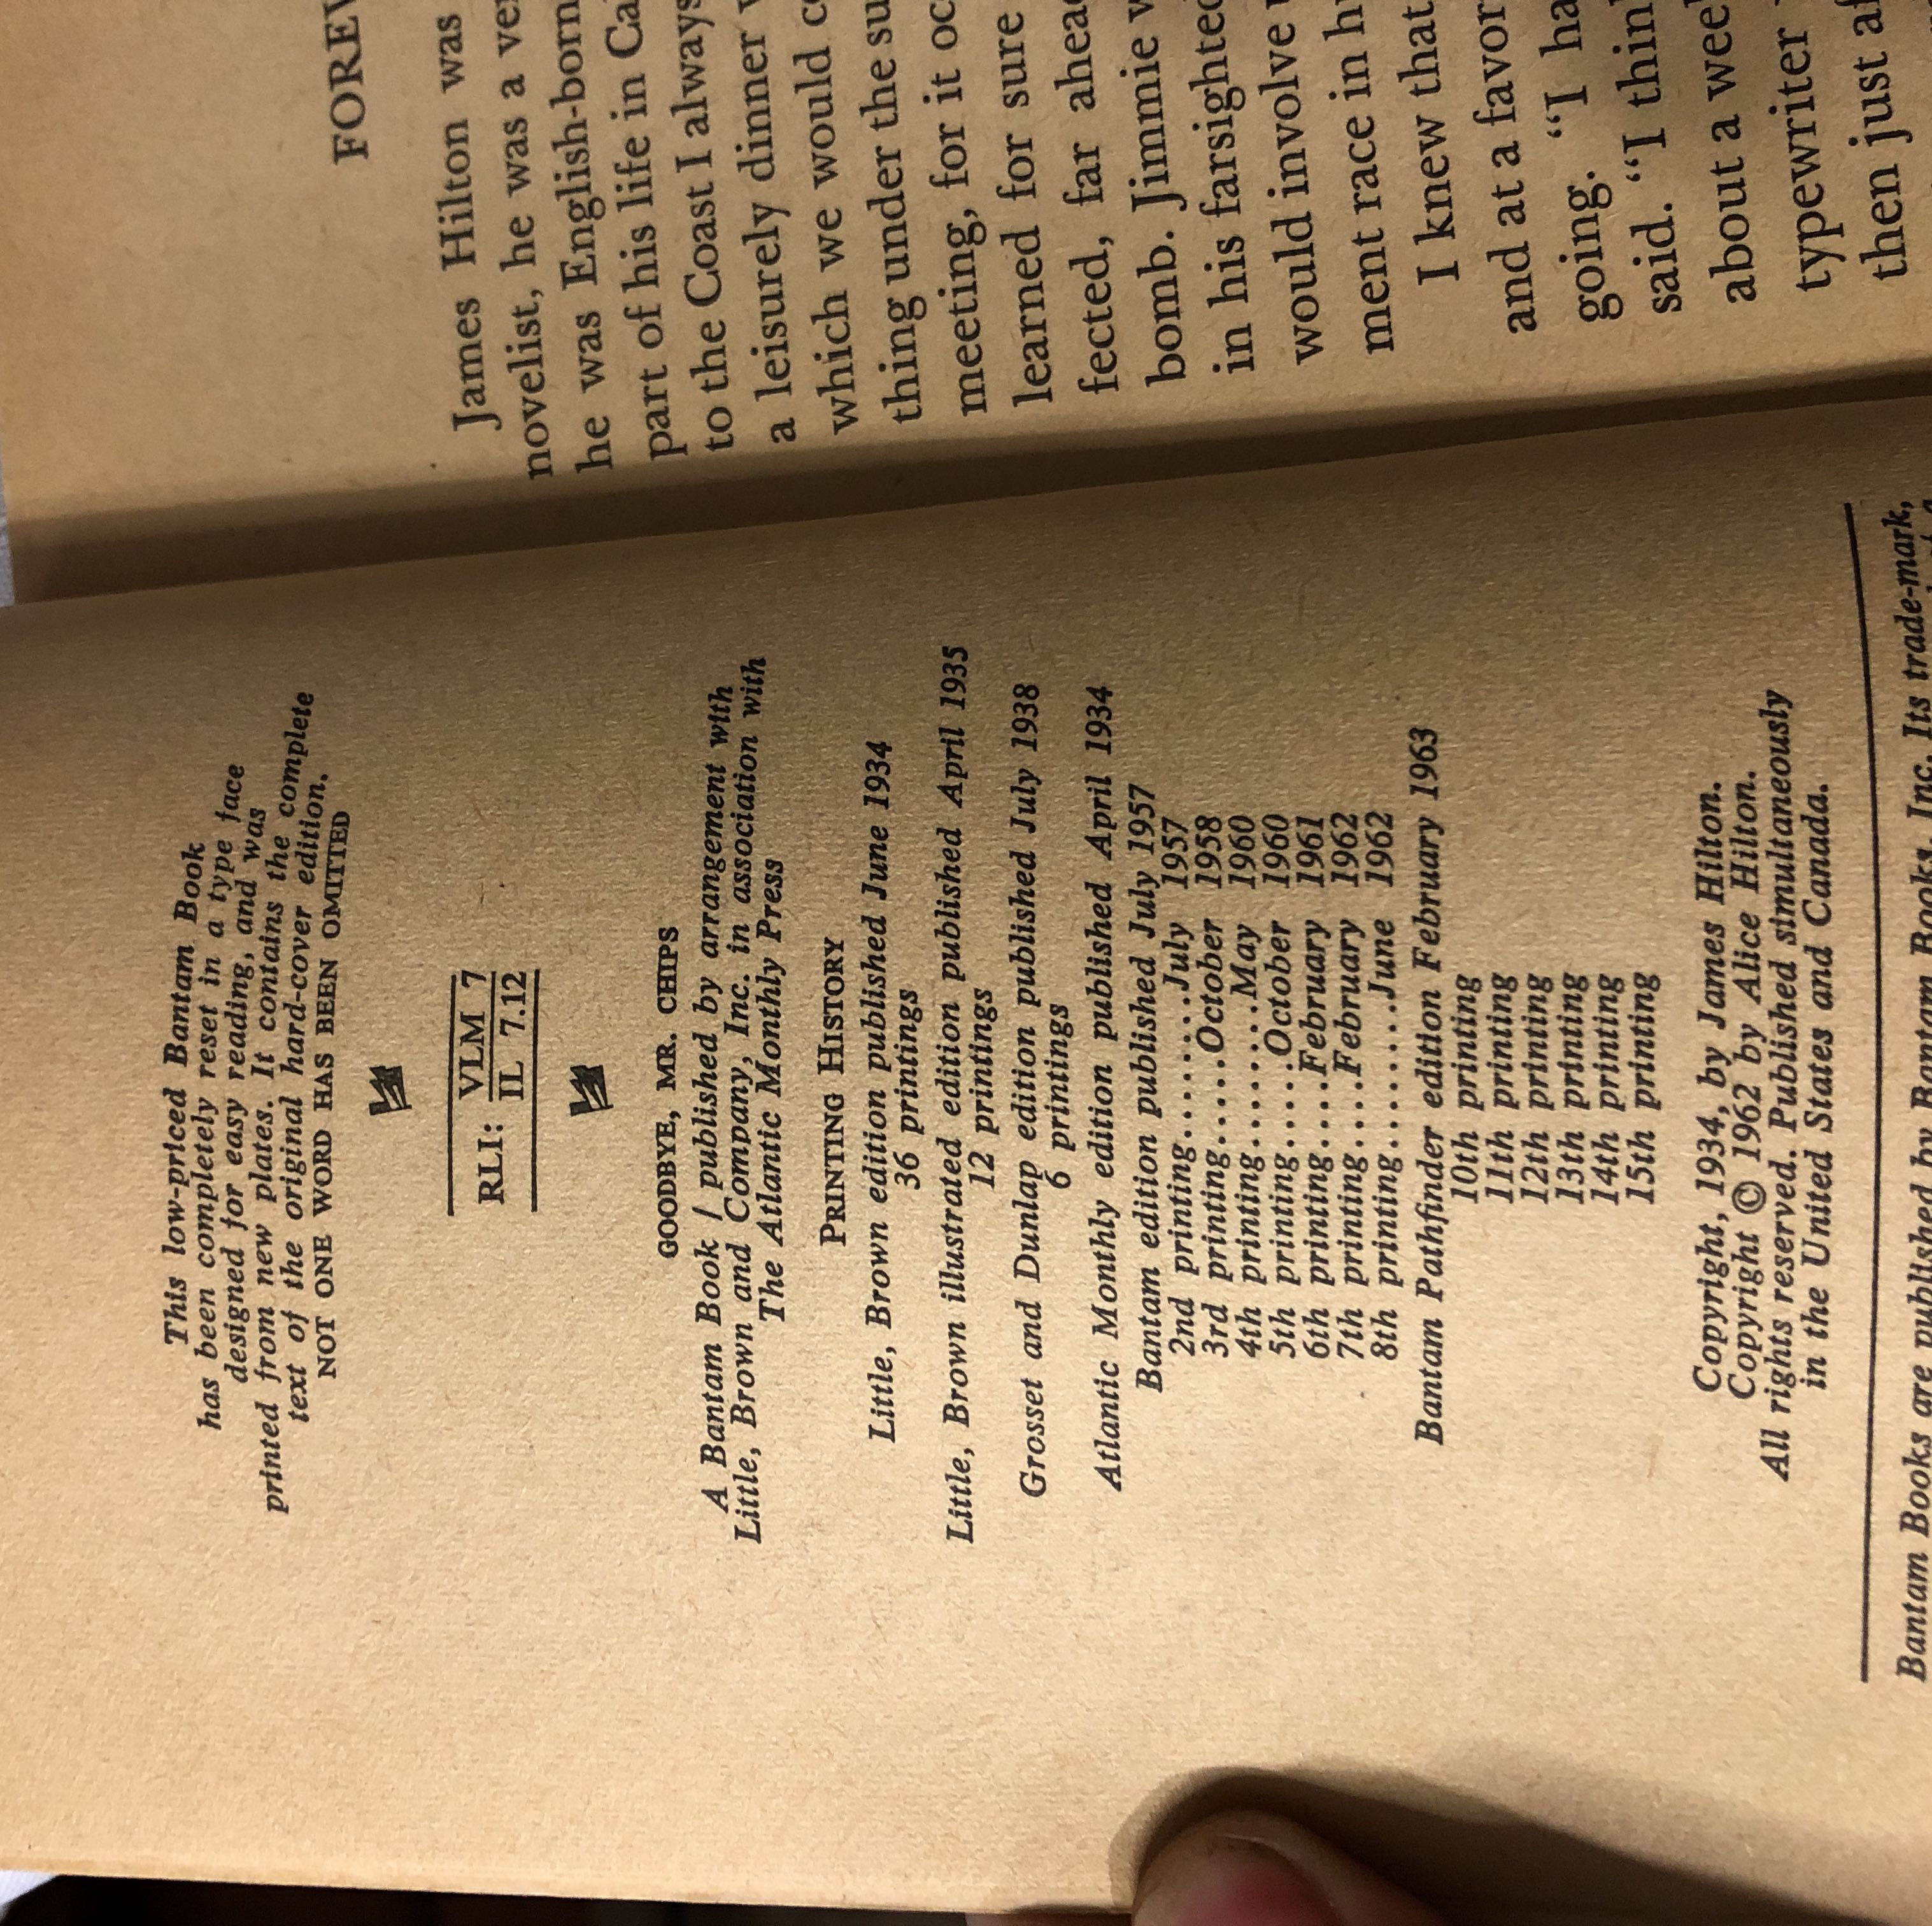 This low-priced Bantam Book
has been completely reset in a type face
designed for easy reading, and was
printed from new plates. It contains the complete
text of the original hard-cover edition.
NOT ONE WORD HAS BEEN OMITTED
RLI: VLM 7
IL 7.12
GOODBYE, MR. CHIPS
A Bantam Book / published by arrangement with
Little, Brown and Company, Inc. in association with
The Atlantic Monthly Press
PRINTING HISTORY
Little, Brown edition published June 1934
36 printings
Little, Brown illustrated edition published April 1935
12 printings
Grosset and Dunlap edition published July 1938
6 printings
Atlantic Monthly edition published April 1934
Bantam edition published July 1957
2nd printing........July 1957
3rd printing.....October 1958
4th printing........May 1960
5th printing.....October 1960
6th printing....February 1961
7th printing....February 1962
8th printing.......June 1962
Bantam Pathfinder edition February 1963
10th printing
11th printing
12th printing
13th printing
14th printing
15th printing
Copyright, 1934, by James Hilton.
Copyright © 1962 by Alice Hilton.
All rights reserved. Published simultaneously
in the United States and Canada.
Bantam Books are published by Bantam Books, Inc. Its trade-mark,
James Hilton was
novelist, he was a
he was English-born
part of his life in
to the Coast I always
a leisurely dinner
which we would
thing under the
meeting, for it
learned for sure
fected, far
bomb. Jimmie
in his farsighted
would involve
ment race in
I knew that
and at a
going. "I
said. "I
about a
typewriter
then just